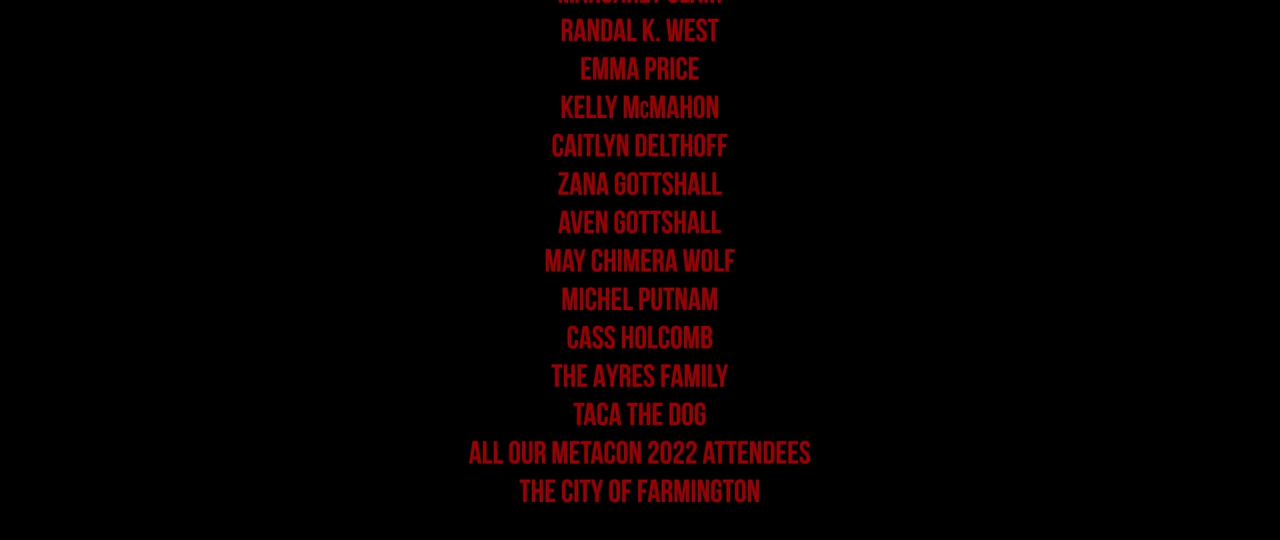 RANDAL K. WEST
EMMA PRICE
KELLY McMAHON
CAITLYN DELTHOFF
ZANA GOTTSHALL
AVEN GOTTSHALL
MAY CHIMERA WOLF
MICHEL PUTNAM
CASS HOLCOMB
THE AYRES FAMILY
TACA THE DOG
ALL OUR METACON 2022 ATTENDEES
THE CITY OF FARMINGTON